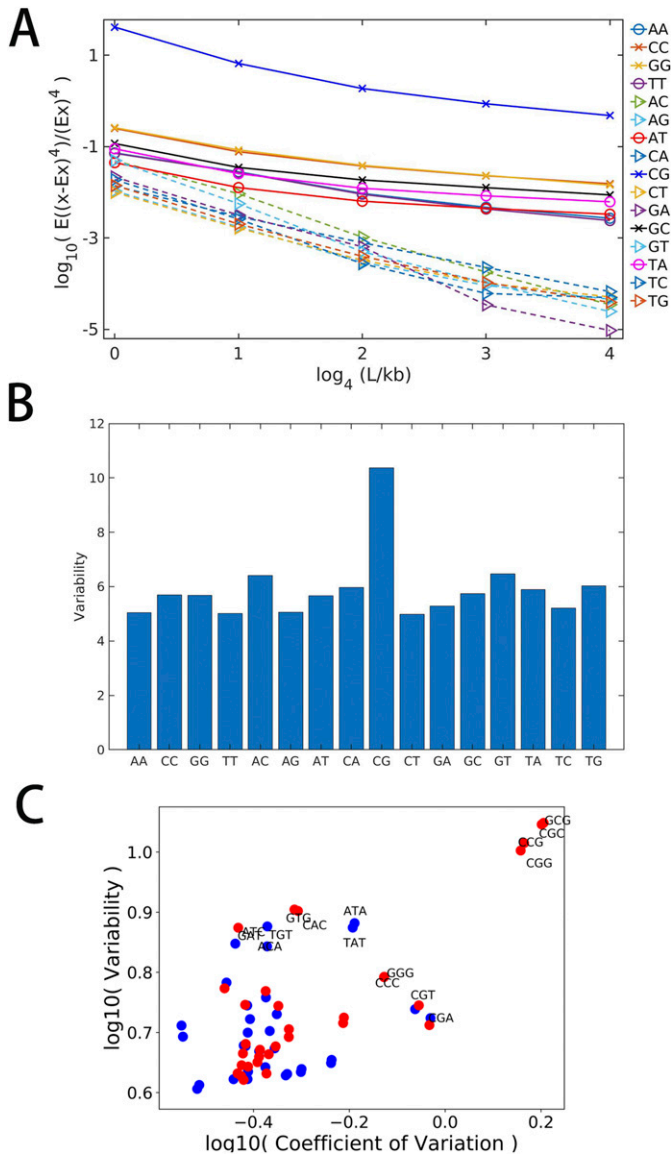 A
log10( E((x-Ex)^4)/(Ex)^4 )
1
-1
-3
-5
0 1 2 3 4
log4 (L/kb)
AA
CC
GG
TT
AC
AG
AT
CA
CG
CT
GA
GC
GT
TA
TC
TG
B
Variability
12
10
8
6
4
2
0
AA CC GG TT AC AG AT CA CG CT GA GC GT TA TC TG
C
log10( Variability )
1.0
0.9
0.8
0.7
0.6
GCG
CGC
CCG
CGG
ATA
GTG
CAC
ATC
GAT
TGT
TAT
ACA
GGG
CCC
CGT
CGA
−0.4 −0.2 0.0 0.2
log10( Coefficient of Variation )